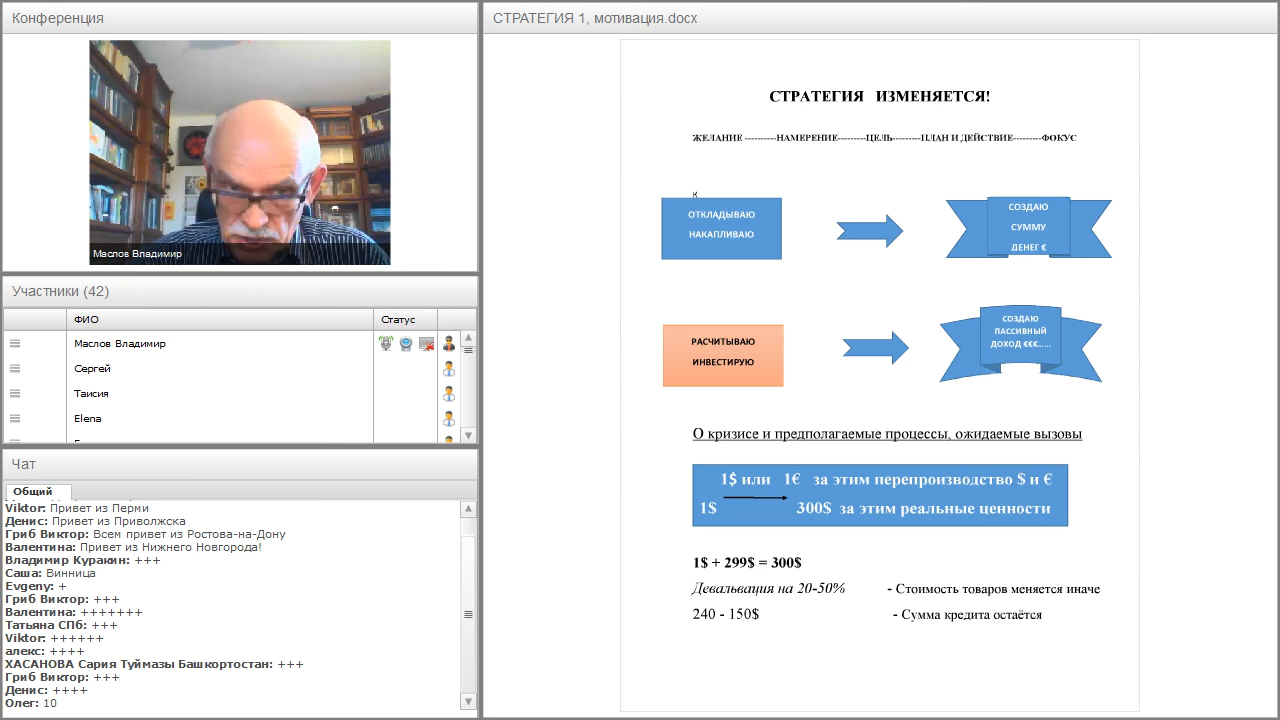 Конференция
Маслов Владимир
Участники (42)
ФИО
Статус
Маслов Владимир
Сергей
Таисия
Elena
Чат
Общий
Viktor: Привет из Перми
Денис: Привет из Приволжска
Гриб Виктор: Всем привет из Ростова-на-Дону
Валентина: Привет из Нижнего Новгорода!
Владимир Куракин: +++
Саша: Винница
Evgeny: +
Гриб Виктор: +++
Валентина: +++++++
Татьяна СПб: +++
Viktor: ++++++
алекс: ++++
ХАСАНОВА Сария Туймазы Башкортостан: +++
Гриб Виктор: +++
Денис: ++++
Олег: 10
СТРАТЕГИЯ 1, мотивация.docx
СТРАТЕГИЯ ИЗМЕНЯЕТСЯ!
ЖЕЛАНИЕ ----------НАМЕРЕНИЕ---------ЦЕЛЬ---------ПЛАН И ДЕЙСТВИЕ---------ФОКУС
К
ОТКЛАДЫВАЮ
НАКАПЛИВАЮ
СОЗДАЮ
СУММУ
ДЕНЕГ €
РАСЧИТЫВАЮ
ИНВЕСТИРУЮ
СОЗДАЮ
ПАССИВНЫЙ
ДОХОД €€€.....
О кризисе и предполагаемые процессы, ожидаемые вызовы
1$ или 1€ за этим перепроизводство $ и €
1$ 300$ за этим реальные ценности
1$ + 299$ = 300$
Девальвация на 20-50% - Стоимость товаров меняется иначе
240 - 150$ - Сумма кредита остаётся